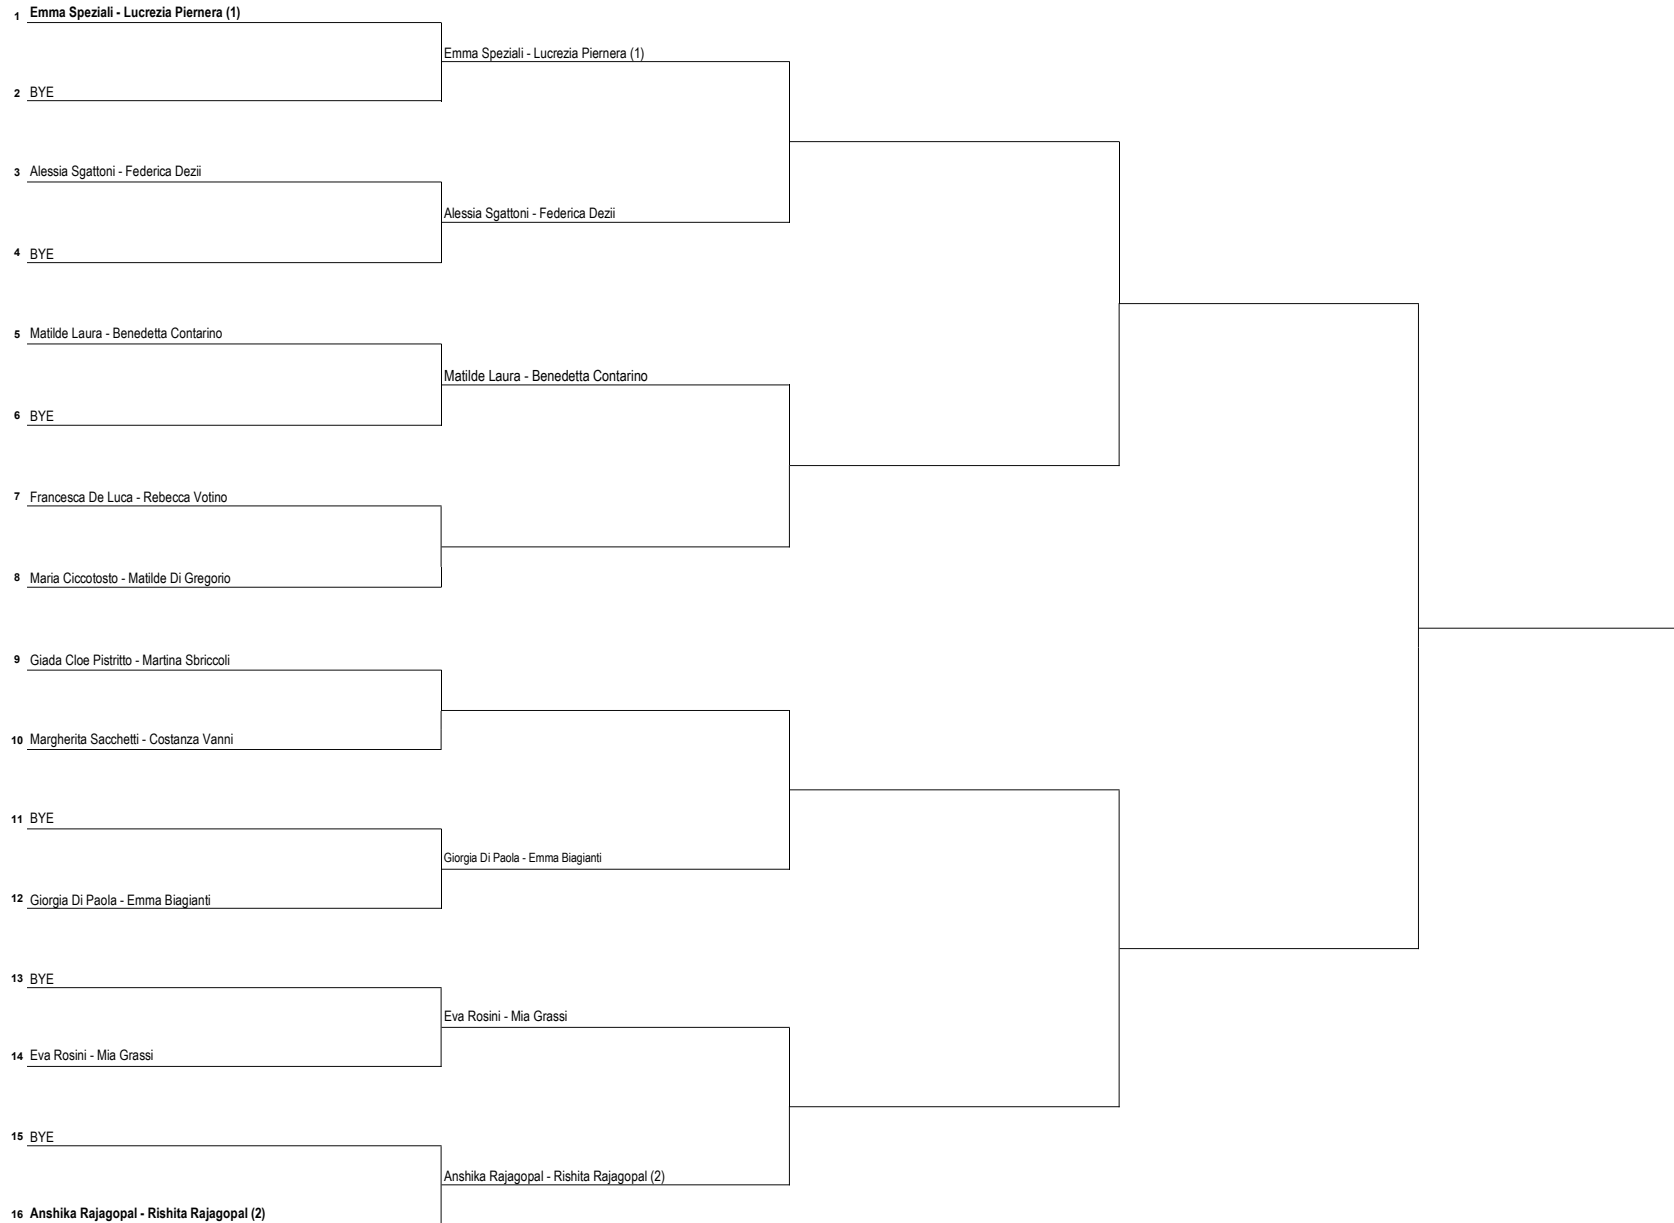 1 Emma Speziali - Lucrezia Piernera (1)
Emma Speziali - Lucrezia Piernera (1)
2 BYE
3 Alessia Sgattoni - Federica Dezii
Alessia Sgattoni - Federica Dezii
4 BYE
5 Matilde Laura - Benedetta Contarino
Matilde Laura - Benedetta Contarino
6 BYE
7 Francesca De Luca - Rebecca Votino
8 Maria Ciccotosto - Matilde Di Gregorio
9 Giada Cloe Pistritto - Martina Sbriccoli
10 Margherita Sacchetti - Costanza Vanni
11 BYE
Giorgia Di Paola - Emma Biagianti
12 Giorgia Di Paola - Emma Biagianti
13 BYE
Eva Rosini - Mia Grassi
14 Eva Rosini - Mia Grassi
15 BYE
Anshika Rajagopal - Rishita Rajagopal (2)
16 Anshika Rajagopal - Rishita Rajagopal (2)